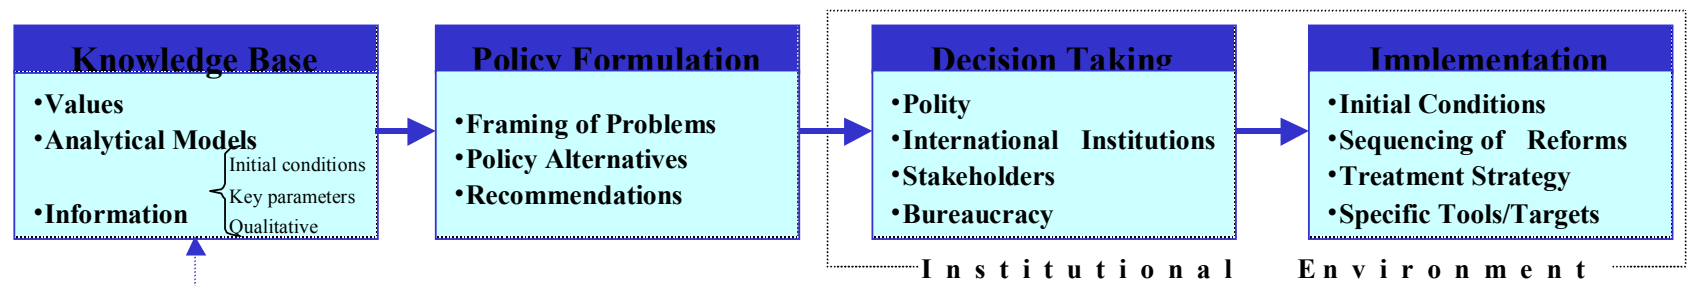 Knowledge Base
•Values
•Analytical Models
Initial conditions
Key parameters
•Information
Qualitative
Policy Formulation
•Framing of Problems
•Policy Alternatives
•Recommendations
Decision Taking
•Polity
•International Institutions
•Stakeholders
•Bureaucracy
Implementation
•Initial Conditions
•Sequencing of Reforms
•Treatment Strategy
•Specific Tools/Targets
Institutional Environment